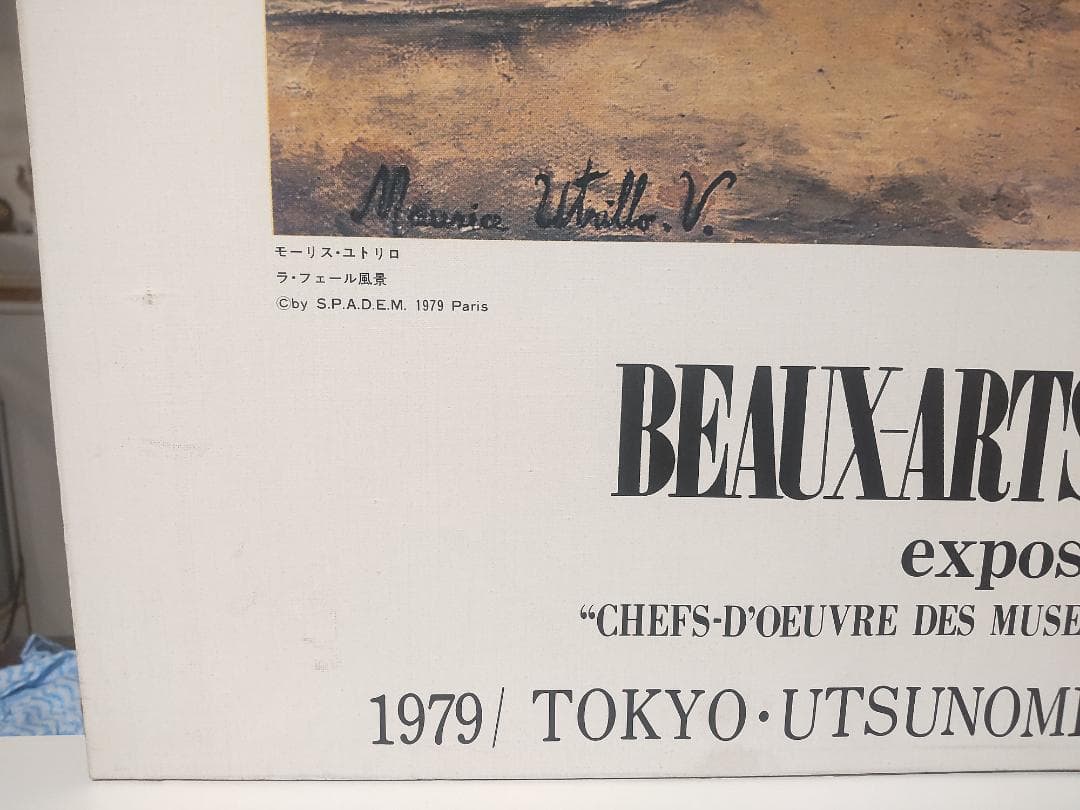 Maurice Utrillo. V.
モーリス・ユトリロ
ラ・フェール風景
©by S.P.A.D.E.M. 1979 Paris
BEAUX-ARTS
expos
“CHEFS-D’OEUVRE DES MUSE
1979/ TOKYO・UTSUNOMI